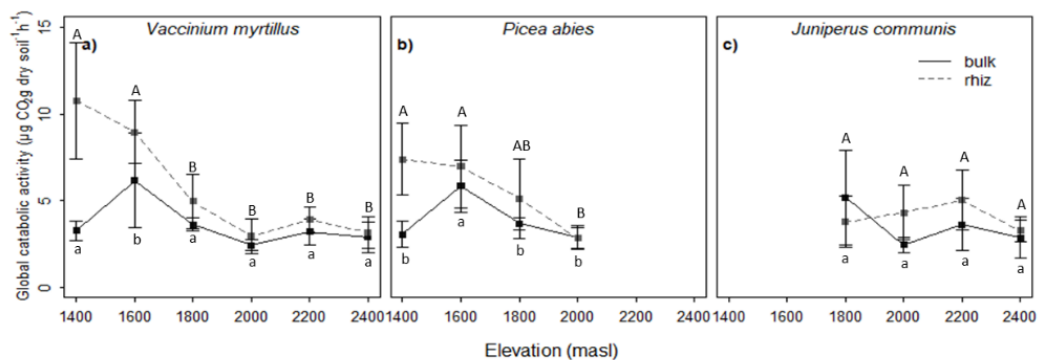 Vaccinium myrtillus
Picea abies
Juniperus communis
a)
b)
c)
bulk
rhiz
Global catabolic activity (µg CO₂g dry soil⁻¹h⁻¹)
15
10
5
0
A A B B B B
a b a a a a
A A AB B
b a b b
A A A A
a a a a
1400 1600 1800 2000 2200 2400
1400 1600 1800 2000 2200 2400
1400 1600 1800 2000 2200 2400
Elevation (masl)